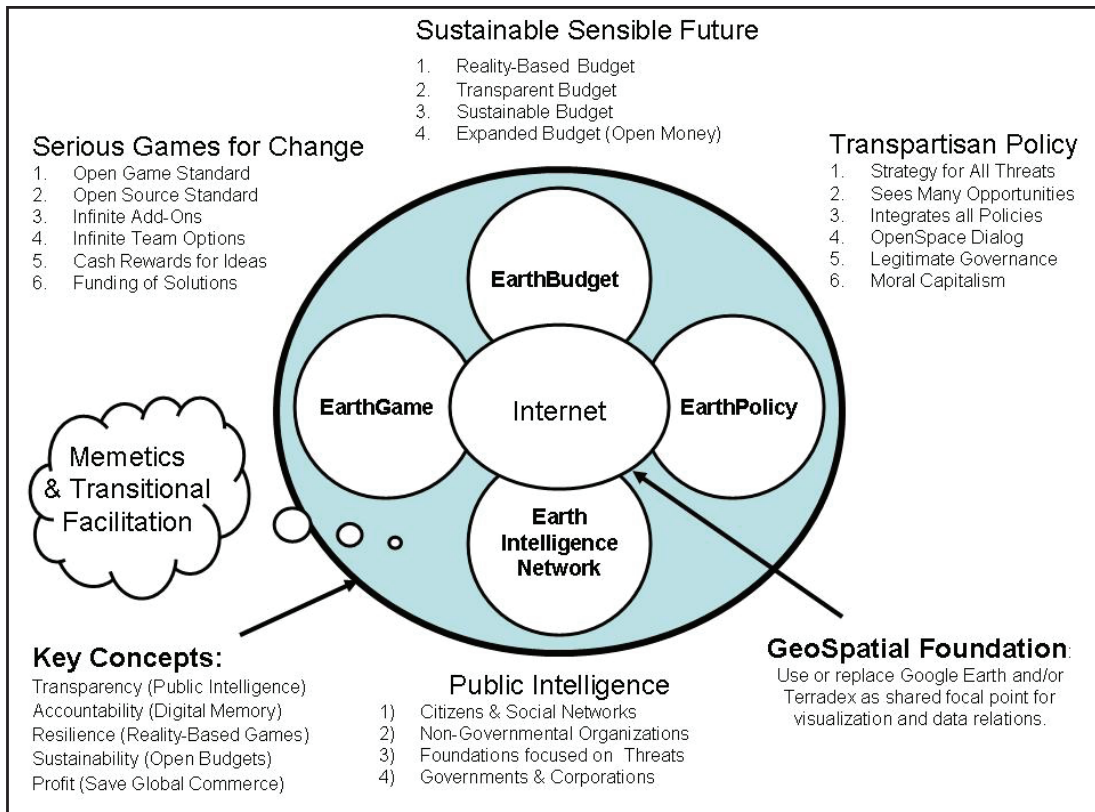 Sustainable Sensible Future
1. Reality-Based Budget
2. Transparent Budget
3. Sustainable Budget
4. Expanded Budget (Open Money)
Serious Games for Change
1. Open Game Standard
2. Open Source Standard
3. Infinite Add-Ons
4. Infinite Team Options
5. Cash Rewards for Ideas
6. Funding of Solutions
Transpartisan Policy
1. Strategy for All Threats
2. Sees Many Opportunities
3. Integrates all Policies
4. OpenSpace Dialog
5. Legitimate Governance
6. Moral Capitalism
EarthBudget
EarthGame
Internet
EarthPolicy
Earth
Intelligence
Network
Memetics
& Transitional
Facilitation
Key Concepts:
Transparency (Public Intelligence)
Accountability (Digital Memory)
Resilience (Reality-Based Games)
Sustainability (Open Budgets)
Profit (Save Global Commerce)
Public Intelligence
1) Citizens & Social Networks
2) Non-Governmental Organizations
3) Foundations focused on Threats
4) Governments & Corporations
GeoSpatial Foundation:
Use or replace Google Earth and/or
Terradex as shared focal point for
visualization and data relations.